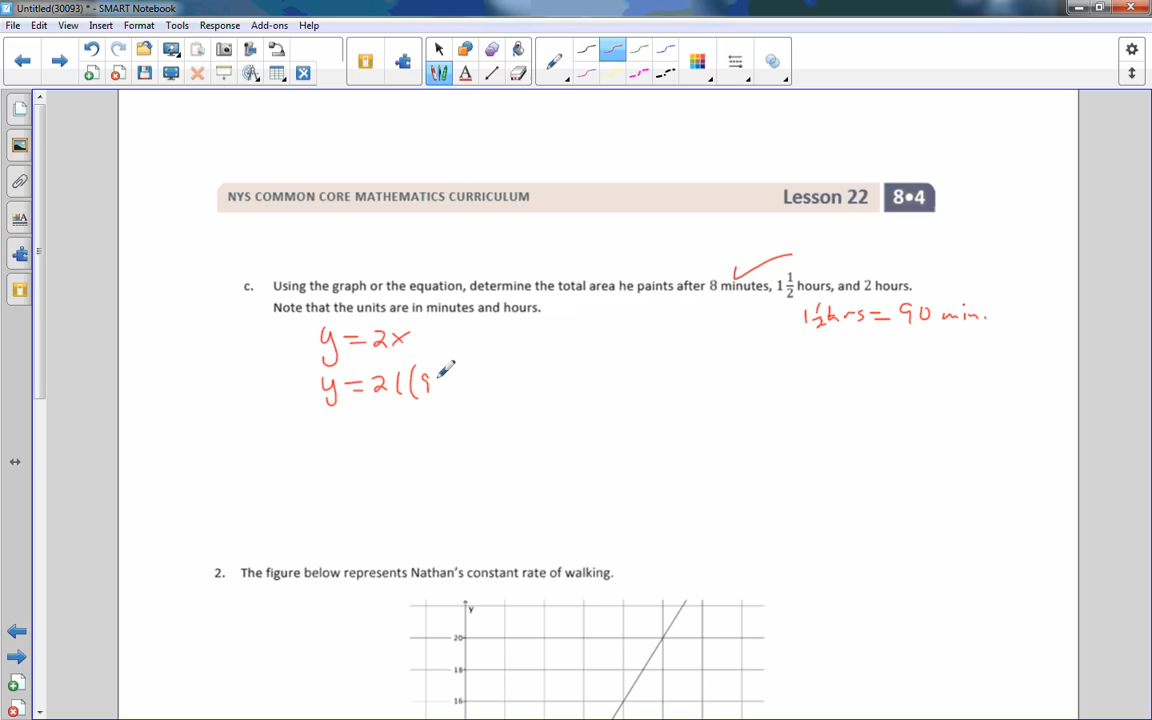 Untitled(30093) * - SMART Notebook
File Edit View Insert Format Tools Response Add-ons Help
NYS COMMON CORE MATHEMATICS CURRICULUM Lesson 22 8•4
c. Using the graph or the equation, determine the total area he paints after 8 minutes, 1 1/2 hours, and 2 hours.
Note that the units are in minutes and hours.
1 1/2 hrs = 90 min.
y = 2x
y = 2((9
2. The figure below represents Nathan's constant rate of walking.
y
20
18
16